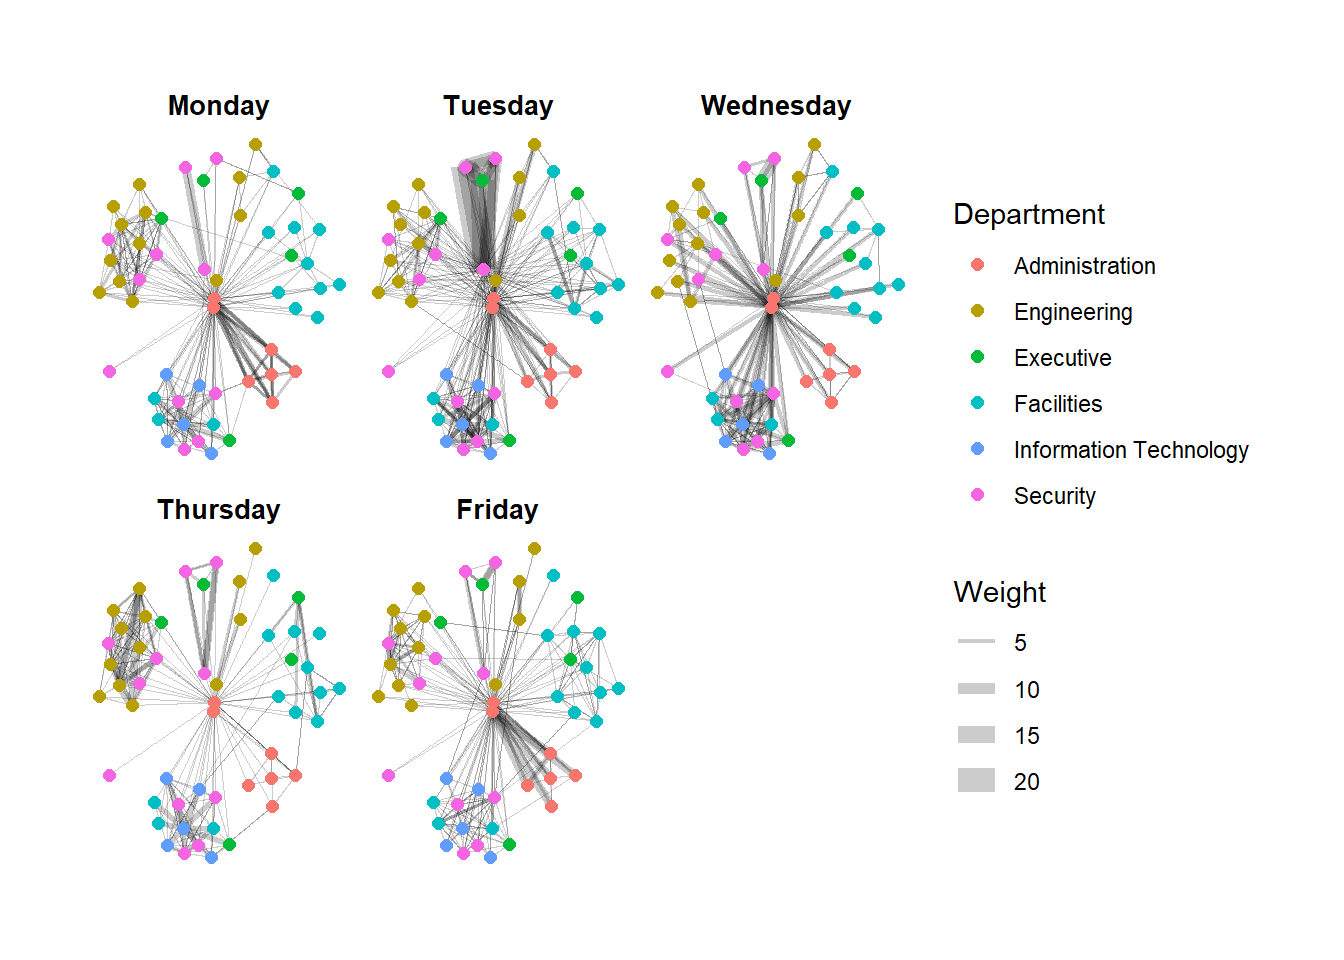 Monday
Tuesday
Wednesday
Thursday
Friday
Department
Administration
Engineering
Executive
Facilities
Information Technology
Security
Weight
5
10
15
20